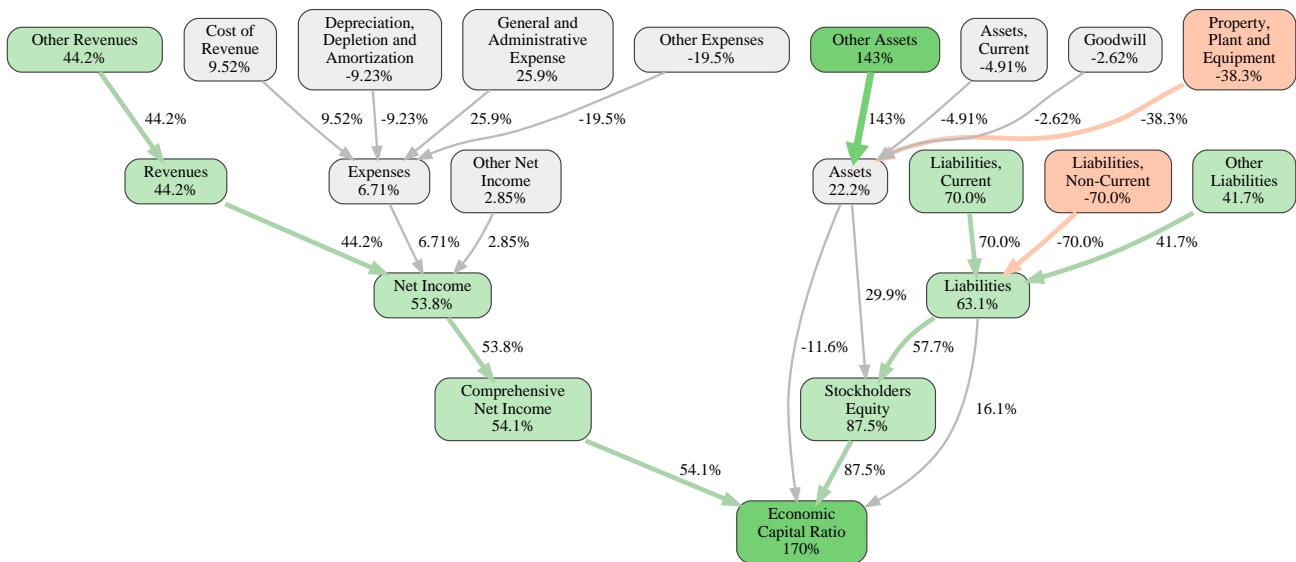 Other Revenues
44.2%
Cost of
Revenue
9.52%
Depreciation,
Depletion and
Amortization
-9.23%
General and
Administrative
Expense
25.9%
Other Expenses
-19.5%
Other Assets
143%
Assets,
Current
-4.91%
Goodwill
-2.62%
Property,
Plant and
Equipment
-38.3%
44.2%
9.52%
-9.23%
25.9%
-19.5%
143%
-4.91%
-2.62%
-38.3%
Revenues
44.2%
Expenses
6.71%
Other Net
Income
2.85%
Assets
22.2%
Liabilities,
Current
70.0%
Liabilities,
Non-Current
-70.0%
Other
Liabilities
41.7%
44.2%
6.71%
2.85%
70.0%
-70.0%
41.7%
Net Income
53.8%
29.9%
Liabilities
63.1%
53.8%
-11.6%
57.7%
Comprehensive
Net Income
54.1%
Stockholders
Equity
87.5%
16.1%
54.1%
87.5%
Economic
Capital Ratio
170%